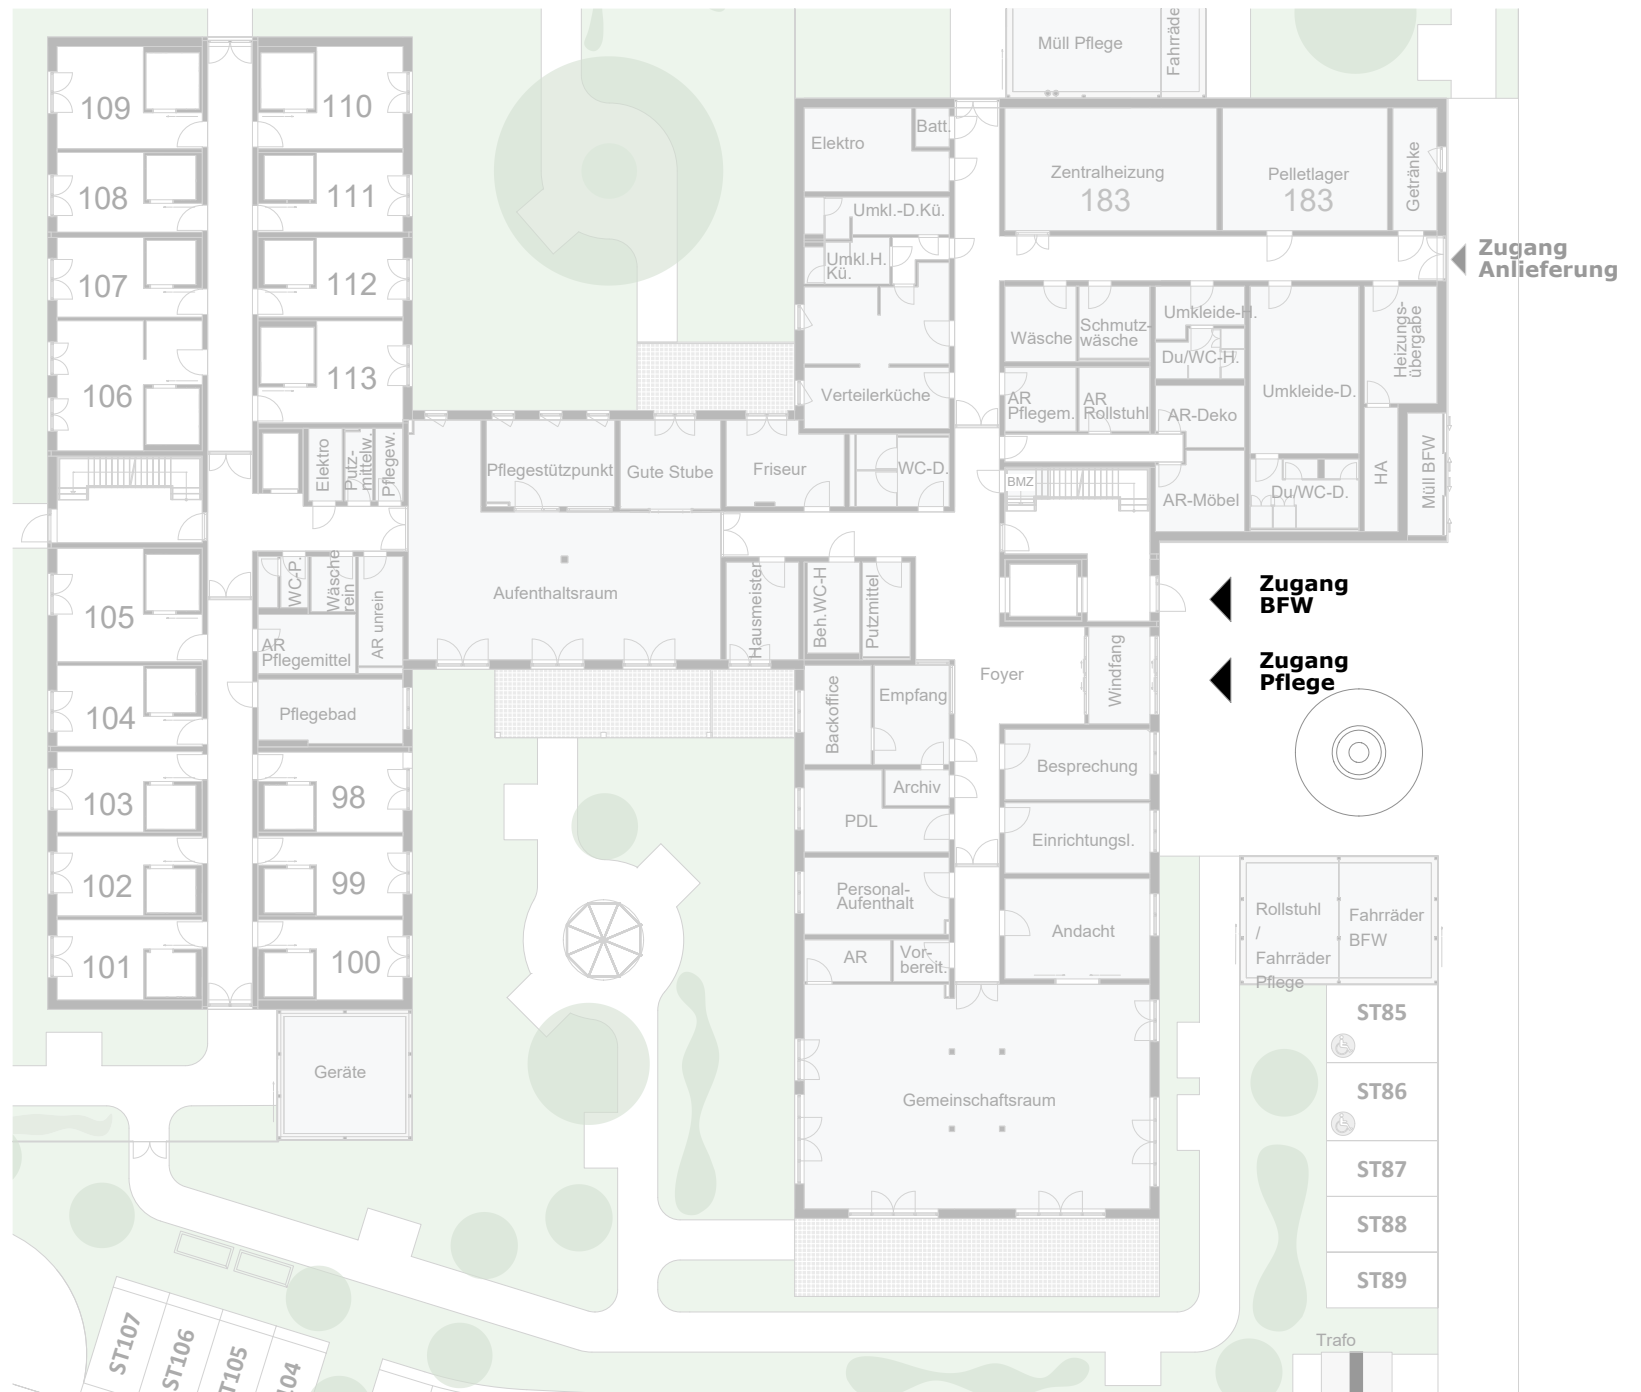 Müll Pflege
Fahrräde
109
110
108
111
107
112
106
113
Elektro
Batt.
Zentralheizung
183
Pelletlager
183
Getränke
Umkl.-D.Kü.
Umkl.H.
Kü.
Zugang
Anlieferung
Wäsche
Schmutz-
wäsche
Umkleide-H.
Du/WC-H.
Umkleide-D.
Heizungs-
übergabe
Verteilerküche
AR
Pflegem.
AR
Rollstuhl
AR-Deko
Elektro
Putz-
mittelw.
Pflegew.
Pflegestützpunkt
Gute Stube
Friseur
WC-D.
BMZ
AR-Möbel
Du/WC-D.
HA
Müll BFW
105
WC-P.
Wäsche
rein
AR unrein
AR
Pflegemittel
Aufenthaltsraum
Hausmeister
Beh.WC-H
Putzmittel
Zugang
BFW
Zugang
Pflege
Foyer
Windfang
104
Pflegebad
Backoffice
Empfang
Besprechung
103
98
Archiv
PDL
Einrichtungsl.
102
99
Personal-
Aufenthalt
Andacht
Rollstuhl
/
Fahrräder
Pflege
Fahrräder
BFW
101
100
AR
Vor-
bereit.
ST85
Geräte
Gemeinschaftsraum
ST86
ST87
ST88
ST89
Trafo
ST107
ST106
T105
04